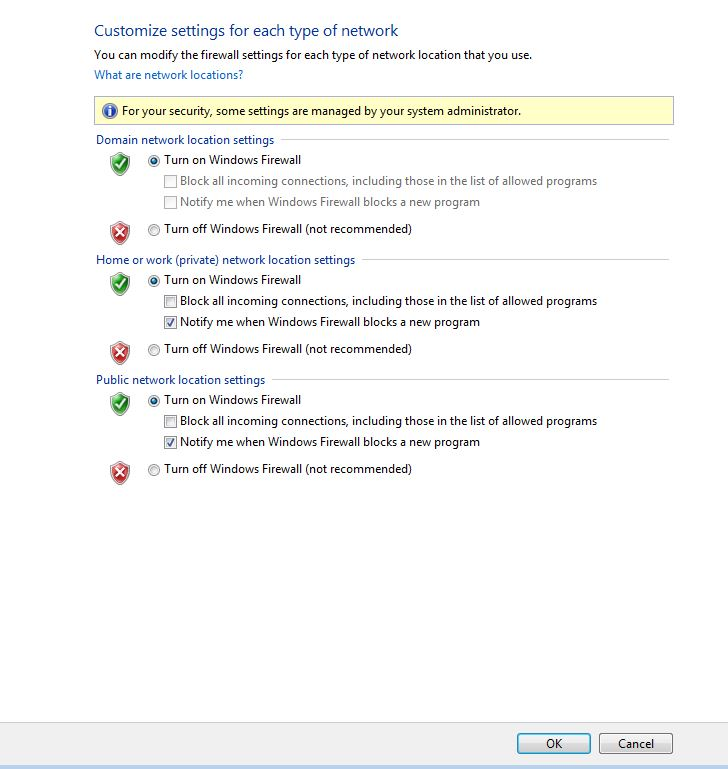 Customize settings for each type of network
You can modify the firewall settings for each type of network location that you use.
What are network locations?
For your security, some settings are managed by your system administrator.
Domain network location settings
Turn on Windows Firewall
Block all incoming connections, including those in the list of allowed programs
Notify me when Windows Firewall blocks a new program
Turn off Windows Firewall (not recommended)
Home or work (private) network location settings
Turn on Windows Firewall
Block all incoming connections, including those in the list of allowed programs
Notify me when Windows Firewall blocks a new program
Turn off Windows Firewall (not recommended)
Public network location settings
Turn on Windows Firewall
Block all incoming connections, including those in the list of allowed programs
Notify me when Windows Firewall blocks a new program
Turn off Windows Firewall (not recommended)
OK Cancel